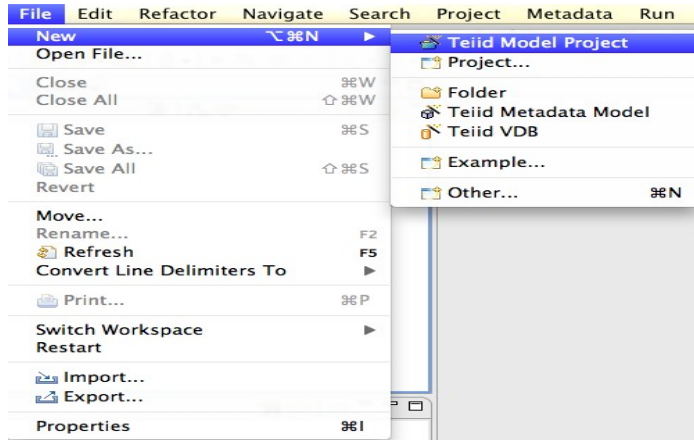 File Edit Refactor Navigate Search Project Metadata Run
New ⌥⌘N ▶
Open File...
Close ⌘W
Close All ⇧⌘W
Save ⌘S
Save As...
Save All ⇧⌘S
Revert
Move...
Rename... F2
Refresh F5
Convert Line Delimiters To ▶
Print... ⌘P
Switch Workspace ▶
Restart
Import...
Export...
Properties ⌘I
Teiid Model Project
Project...
Folder
Teiid Metadata Model
Teiid VDB
Example...
Other... ⌘N